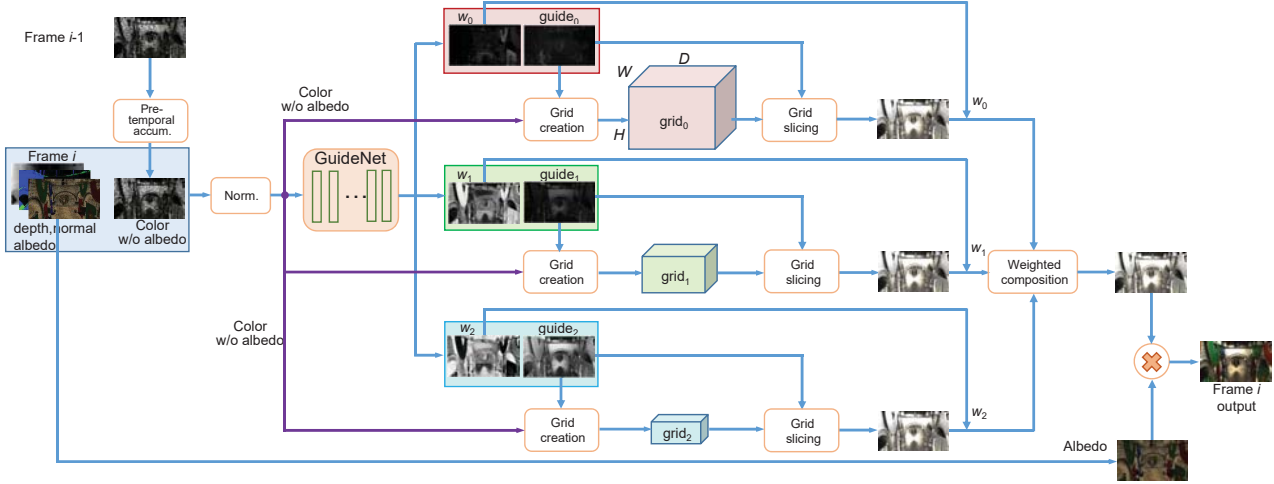 Frame i-1
Pre-
temporal
accum.
Frame i
depth,normal
albedo
Color
w/o albedo
Norm.
GuideNet
Color
w/o albedo
Color
w/o albedo
w0
guiden
Grid
creation
W
D
H
grid0
Grid
slicing
w0
w1
guide1
Grid
creation
grid1
Grid
slicing
w1
w2
guide2
Grid
creation
grid2
Grid
slicing
w2
Weighted
composition
Albedo
Frame i
output